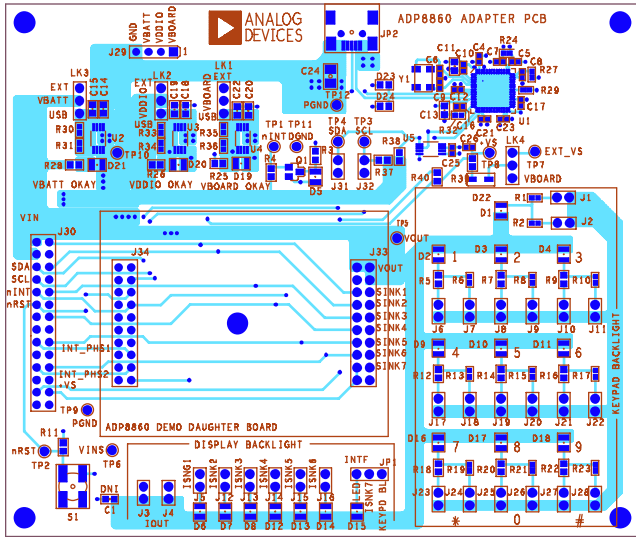 ANALOG
DEVICES
ADP8860 ADAPTER PCB
GND
VBATT
VDDIO
VBOARD
J29
1
JP2
R24
C4
C7
C5
C8
C11
C10
C6
R27
R29
C17
U1
C23
C16
C12
C9
C13
Y1
D23
D24
C24
TP12
PGND
LK3
EXT
VBATT
USB
C15
C14
R30
R31
U2
TP10
R28
D21
VBATT OKAY
LK2
EXT
VDDIO
USB
C19
C18
R33
R34
U3
D20
R26
VDDIO OKAY
LK1
EXT
VBOARD
USB
C22
C20
R35
R36
U4
D19
R25
VBOARD OKAY
TP1
nINT
TP11
DGND
R4
Q1
D5
R3
TP4
SDA
TP3
SCL
J31
J32
R37
R38
U5
R32
C26
C21
C25
+VS
TP8
R40
R39
LK4
EXT_VS
TP7
VBOARD
VIN
J30
SDA
SCL
nINT
nRST
INT_PHS1
INT_PHS2
+VS
J34
J33
TP5
VOUT
VOUT
SINK1
SINK2
SINK3
SINK4
SINK5
SINK6
SINK7
ADP8860 DEMO DAUGHTER BOARD
TP9
PGND
R11
nRST
TP2
VINS
TP6
S1
DNI
C1
DISPLAY BACKLIGHT
J3
J4
IOUT
ISNG1
ISNK2
ISNK3
ISNK4
ISNK5
ISNK6
INTF
JP1
LED
ISNK7
KEYPD BL
J5
J12
J13
J14
J15
J16
D6
D7
D8
D12
D13
D14
D15
D22
D1
R1
R2
J1
J2
D2
1
D3
2
D4
3
R5
R6
R7
R8
R9
R10
J6
J7
J8
J9
J10
J11
D9
4
D10
5
D11
6
R12
R13
R14
R15
R16
R17
J17
J18
J19
J20
J21
J22
D16
7
D17
8
D18
9
R18
R19
R20
R21
R22
R23
J23
J24
J25
J26
J27
J28
*
0
#
KEYPAD BACKLIGHT